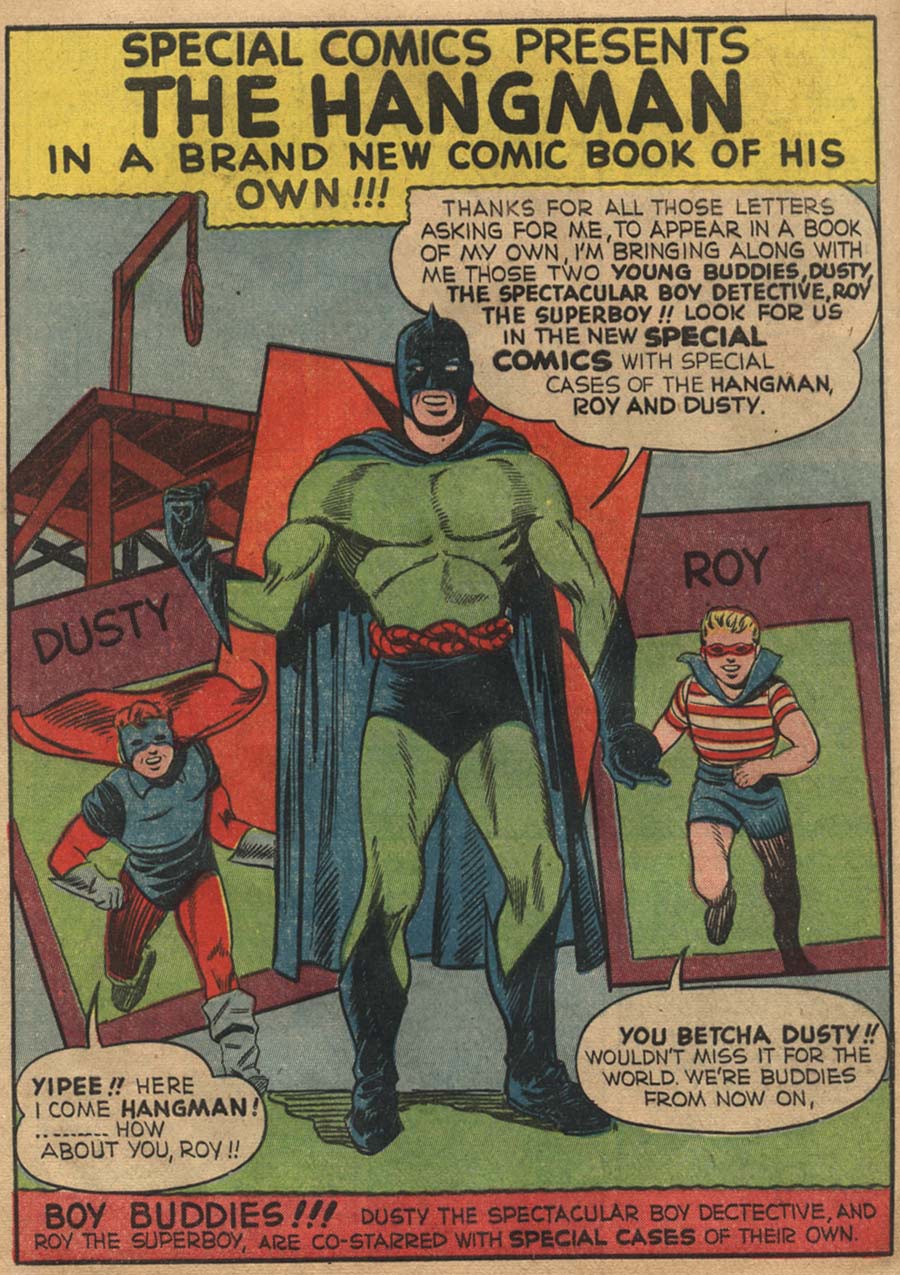 SPECIAL COMICS PRESENTS
THE HANGMAN
IN A BRAND NEW COMIC BOOK OF HIS
OWN!!!
THANKS FOR ALL THOSE LETTERS
ASKING FOR ME, TO APPEAR IN A BOOK
OF MY OWN, I'M BRINGING ALONG WITH
ME THOSE TWO YOUNG BUDDIES, DUSTY,
THE SPECTACULAR BOY DETECTIVE, ROY
THE SUPERBOY!! LOOK FOR US
IN THE NEW SPECIAL
COMICS WITH SPECIAL
CASES OF THE HANGMAN,
ROY AND DUSTY.
DUSTY
ROY
YIPEE!! HERE
I COME HANGMAN!
......... HOW
ABOUT YOU, ROY!!
YOU BETCHA DUSTY!!
WOULDN'T MISS IT FOR THE
WORLD. WE'RE BUDDIES
FROM NOW ON,
BOY BUDDIES!!! DUSTY THE SPECTACULAR BOY DECTECTIVE, AND
ROY THE SUPERBOY, ARE CO-STARRED WITH SPECIAL CASES OF THEIR OWN.